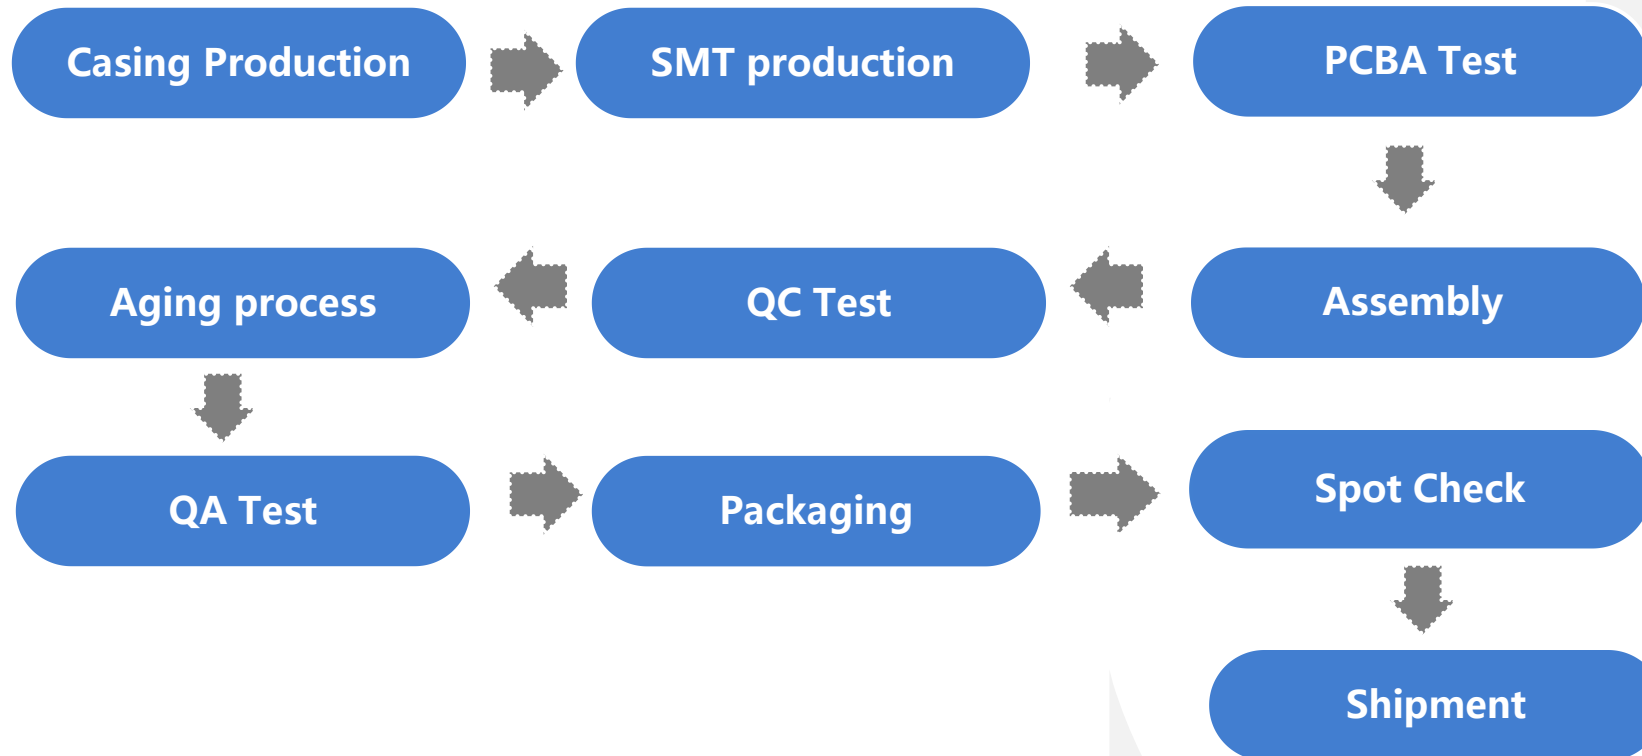 Casing Production
SMT production
PCBA Test
Assembly
QC Test
Aging process
QA Test
Packaging
Spot Check
Shipment